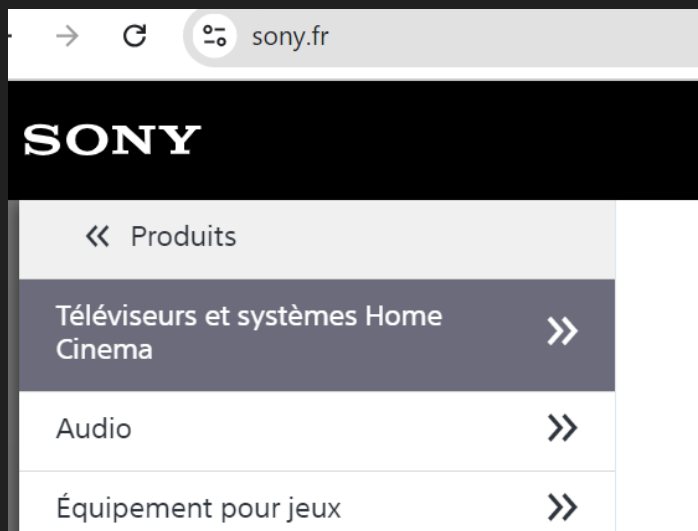 sony.fr
SONY
Produits
Téléviseurs et systèmes Home
Cinema
Audio
Équipement pour jeux